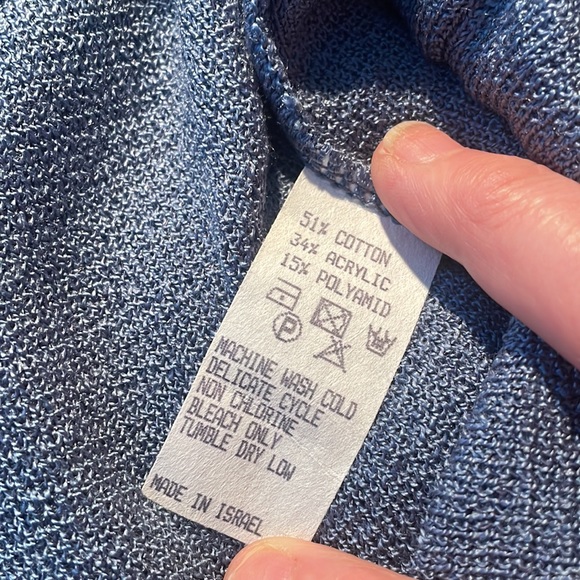 51% COTTON
34% ACRYLIC
15% POLYAMID
P
MACHINE WASH COLD
DELICATE CYCLE
NON CHLORINE
BLEACH ONLY
TUMBLE DRY LOW
MADE IN ISRAEL